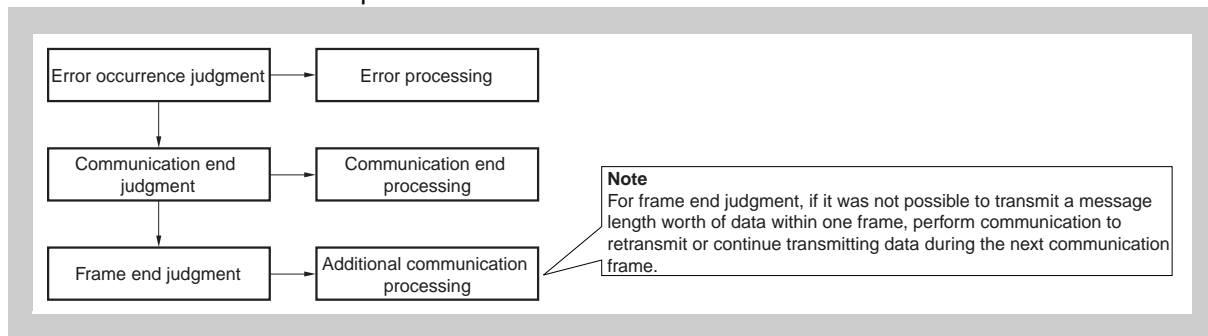 Error occurrence judgment
Error processing
Communication end
judgment
Communication end
processing
Note
For frame end judgment, if it was not possible to transmit a message
length worth of data within one frame, perform communication to
retransmit or continue transmitting data during the next communication
frame.
Frame end judgment
Additional communication
processing